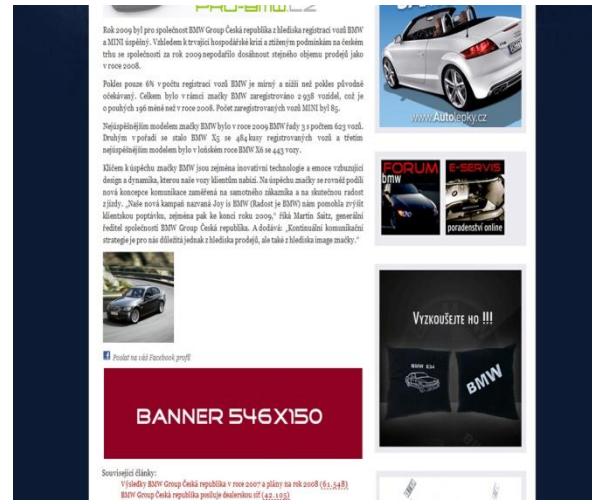 PRO-BMW.CZ
Rok 2009 byl pro společnost BMW Group Česká republika z hlediska registrací vozů BMW
a MINI úspěšný. Vzhledem k trvající hospodářské krizi a ztíženým podmínkám na českém
trhu se společnosti za rok 2009 nepodařilo dosáhnout stejného objemu prodejů jako
v roce 2008.
Pokles pouze 6% v počtu registrací vozů BMW je mírný a nižší než pokles původně
očekávaný. Celkem bylo v rámci značky BMW zaregistrováno 2 938 vozidel, což je
o pouhých 196 méně než v roce 2008. Počet zaregistrovaných vozů MINI byl 85.
Nejúspěšnějším modelem značky BMW bylo v roce 2009 BMW řady 3 s počtem 623 vozů.
Druhým v pořadí se stalo BMW X5 se 484 kusy registrovaných vozů a třetím
nejúspěšnějším modelem bylo v loňském roce BMW X6 se 443 vozy.
Klíčem k úspěchu značky BMW jsou zejména inovativní technologie a emoce vzbuzující
design a dynamika, kterou naše vozy klientům nabízí. Na úspěchu značky se rovněž podílí
nová koncepce komunikace zaměřená na samotného zákazníka a na skutečnou radost
z jízdy. „Naše nová kampaň nazvaná Joy is BMW (Radost je BMW) nám pomohla zvýšit
klientskou poptávku, zejména pak ke konci roku 2009,“ říká Martin Saitz, generální
ředitel společnosti BMW Group Česká republika. A dodává: „Kontinuální komunikační
strategie je pro nás důležitá jednak z hlediska prodejů, ale také z hlediska image značky.“
Poslat na váš Facebook profil
BANNER 546X150
Související články:
Výsledky BMW Group Česká republika v roce 2007 a plány na rok 2008 (61.548)
BMW Group Česká republika posiluje dealerskou síť (42.105)
www.Autolepky.cz
FORUM
bmw
E-SERVIS
poradenství online
VYZKOUŠEJTE HO !!!
BMW E34
BMW